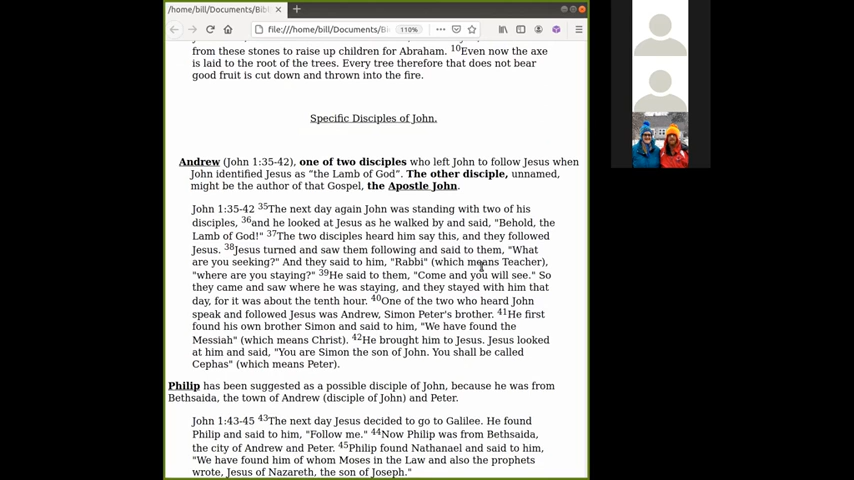 /home/bill/Documents/Bibl
file:///home/bill/Documents/Bi
110%
from these stones to raise up children for Abraham. 10Even now the axe
is laid to the root of the trees. Every tree therefore that does not bear
good fruit is cut down and thrown into the fire.
Specific Disciples of John.
Andrew (John 1:35-42), one of two disciples who left John to follow Jesus when
John identified Jesus as “the Lamb of God”. The other disciple, unnamed,
might be the author of that Gospel, the Apostle John.
John 1:35-42 35The next day again John was standing with two of his
disciples, 36and he looked at Jesus as he walked by and said, "Behold, the
Lamb of God!" 37The two disciples heard him say this, and they followed
Jesus. 38Jesus turned and saw them following and said to them, "What
are you seeking?" And they said to him, "Rabbi" (which means Teacher),
"where are you staying?" 39He said to them, "Come and you will see." So
they came and saw where he was staying, and they stayed with him that
day, for it was about the tenth hour. 40One of the two who heard John
speak and followed Jesus was Andrew, Simon Peter's brother. 41He first
found his own brother Simon and said to him, "We have found the
Messiah" (which means Christ). 42He brought him to Jesus. Jesus looked
at him and said, "You are Simon the son of John. You shall be called
Cephas" (which means Peter).
Philip has been suggested as a possible disciple of John, because he was from
Bethsaida, the town of Andrew (disciple of John) and Peter.
John 1:43-45 43The next day Jesus decided to go to Galilee. He found
Philip and said to him, "Follow me." 44Now Philip was from Bethsaida,
the city of Andrew and Peter. 45Philip found Nathanael and said to him,
"We have found him of whom Moses in the Law and also the prophets
wrote, Jesus of Nazareth, the son of Joseph."